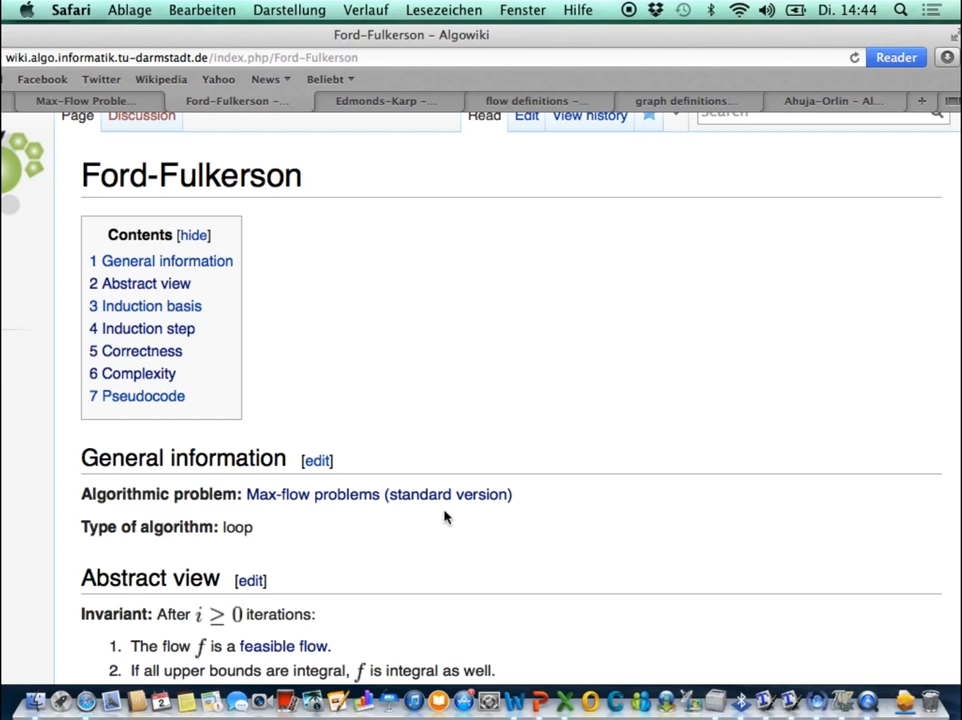 Safari Ablage Bearbeiten Darstellung Verlauf Lesezeichen Fenster Hilfe Di. 14:44
Ford-Fulkerson – Algowiki
wiki.algo.informatik.tu-darmstadt.de/index.php/Ford-Fulkerson Reader
Facebook Twitter Wikipedia Yahoo News Beliebt
Max-Flow Proble... Ford-Fulkerson –... Edmonds-Karp –... flow definitions –... graph definitions... Ahuja-Orlin – Al... +
Page Discussion Read Edit View history Search
Ford-Fulkerson
Contents [hide]
1 General information
2 Abstract view
3 Induction basis
4 Induction step
5 Correctness
6 Complexity
7 Pseudocode
General information [edit]
Algorithmic problem: Max-flow problems (standard version)
Type of algorithm: loop
Abstract view [edit]
Invariant: After i ≥ 0 iterations:
1. The flow f is a feasible flow.
2. If all upper bounds are integral, f is integral as well.